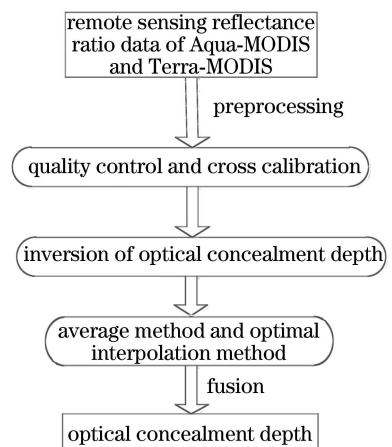 remote sensing reflectance
ratio data of Aqua-MODIS
and Terra-MODIS
preprocessing
quality control and cross calibration
inversion of optical concealment depth
average method and optimal
interpolation method
fusion
optical concealment depth